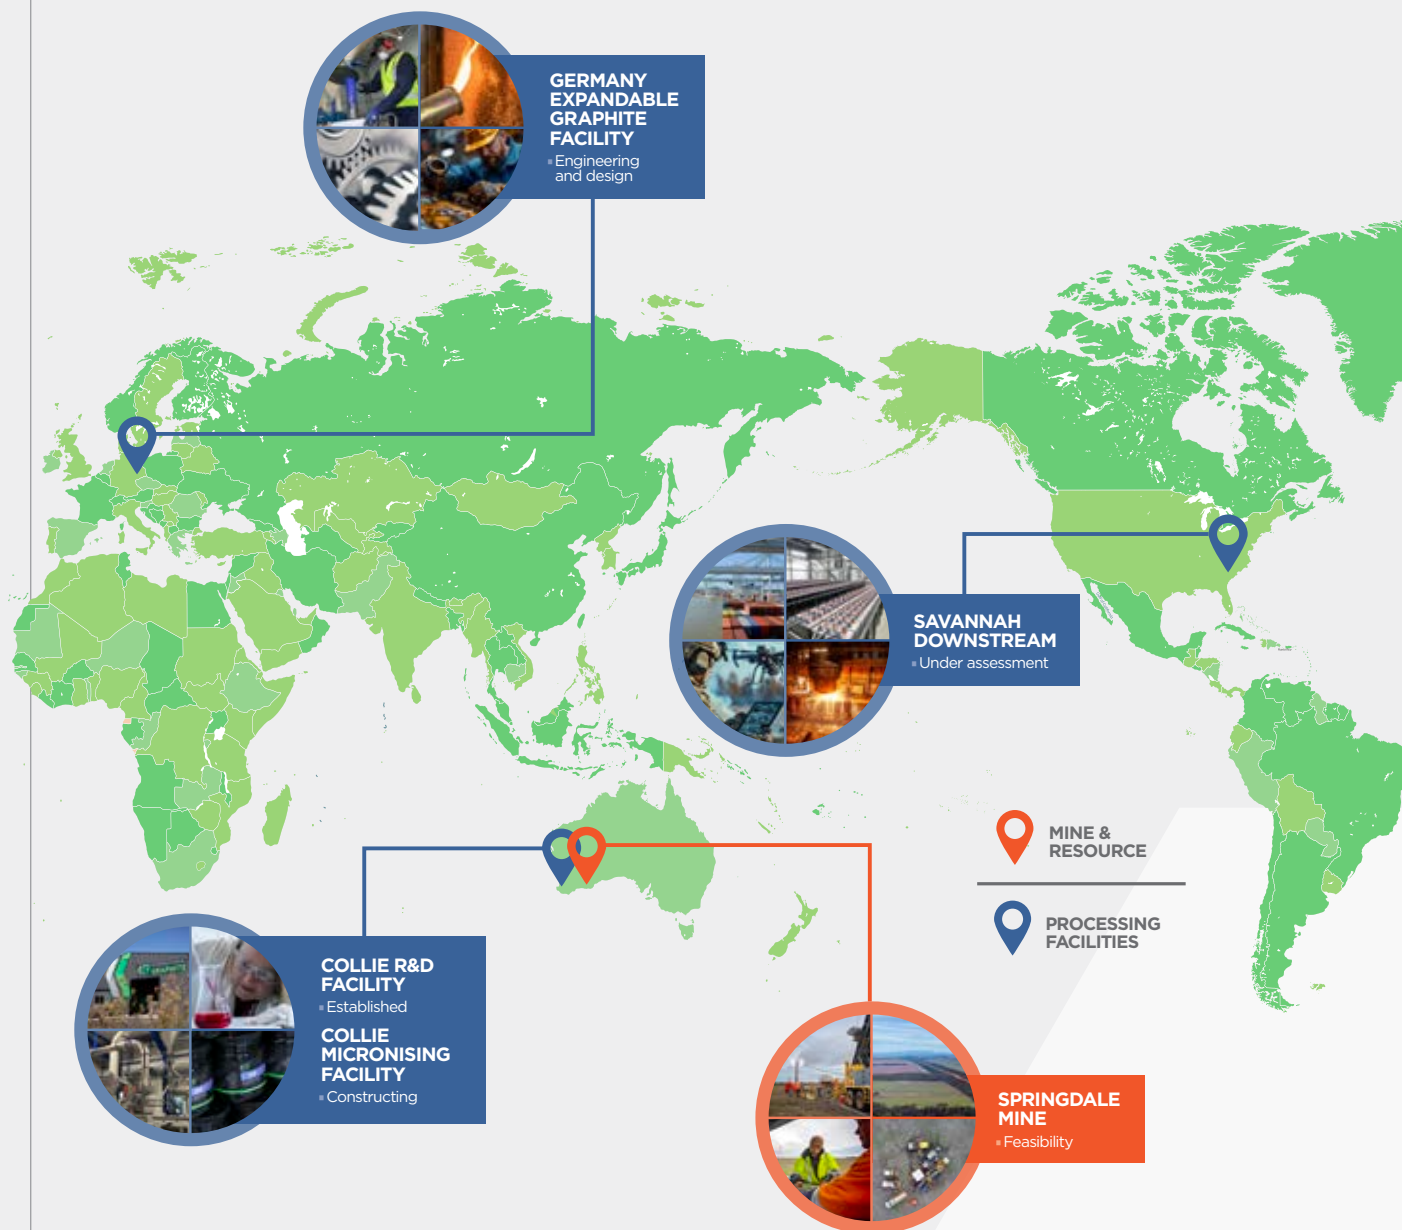 GERMANY
EXPANDABLE
GRAPHITE
FACILITY
Engineering
and design
SAVANNAH
DOWNSTREAM
Under assessment
MINE &
RESOURCE
PROCESSING
FACILITIES
COLLIE R&D
FACILITY
Established
COLLIE
MICRONISING
FACILITY
Constructing
SPRINGDALE
MINE
Feasibility